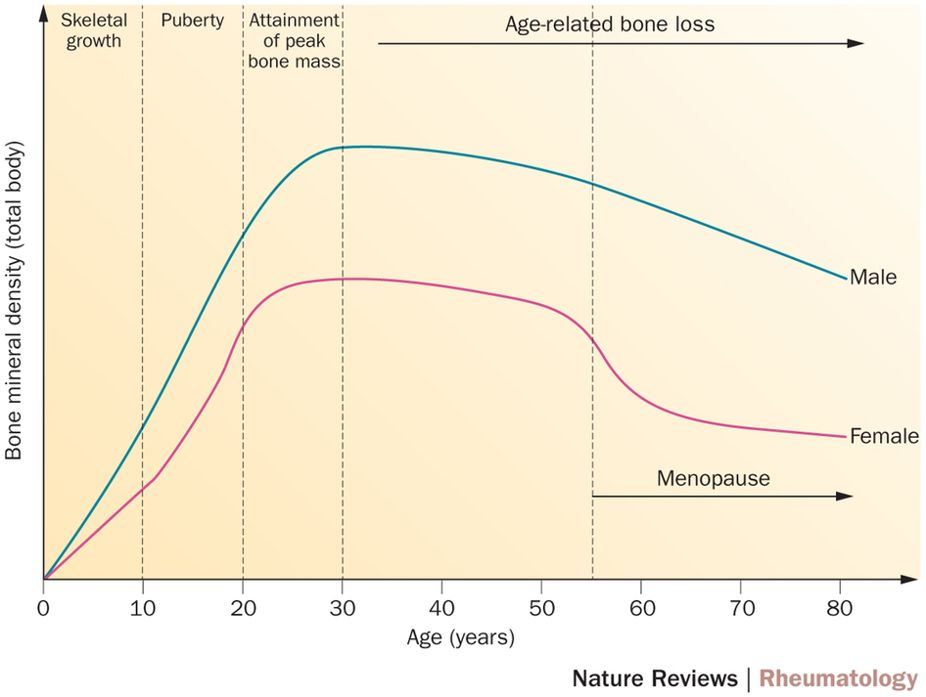 Skeletal
growth
Puberty
Attainment
of peak
bone mass
Age-related bone loss
Bone mineral density (total body)
Male
Female
Menopause
0 10 20 30 40 50 60 70 80
Age (years)
Nature Reviews | Rheumatology